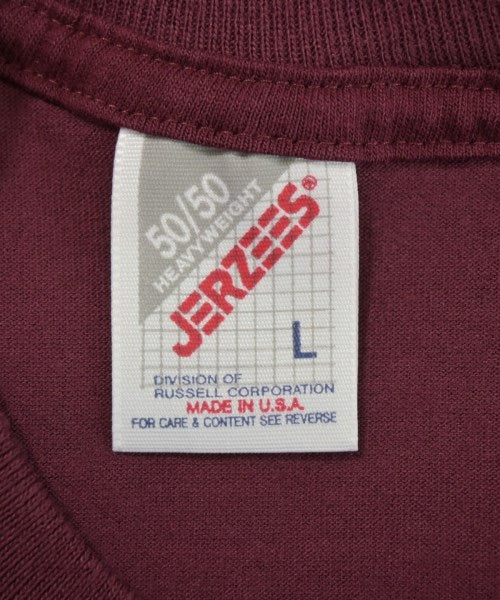 50/50
HEAVYWEIGHT
JERZEES®
L
DIVISION OF
RUSSELL CORPORATION
MADE IN U.S.A.
FOR CARE & CONTENT SEE REVERSE